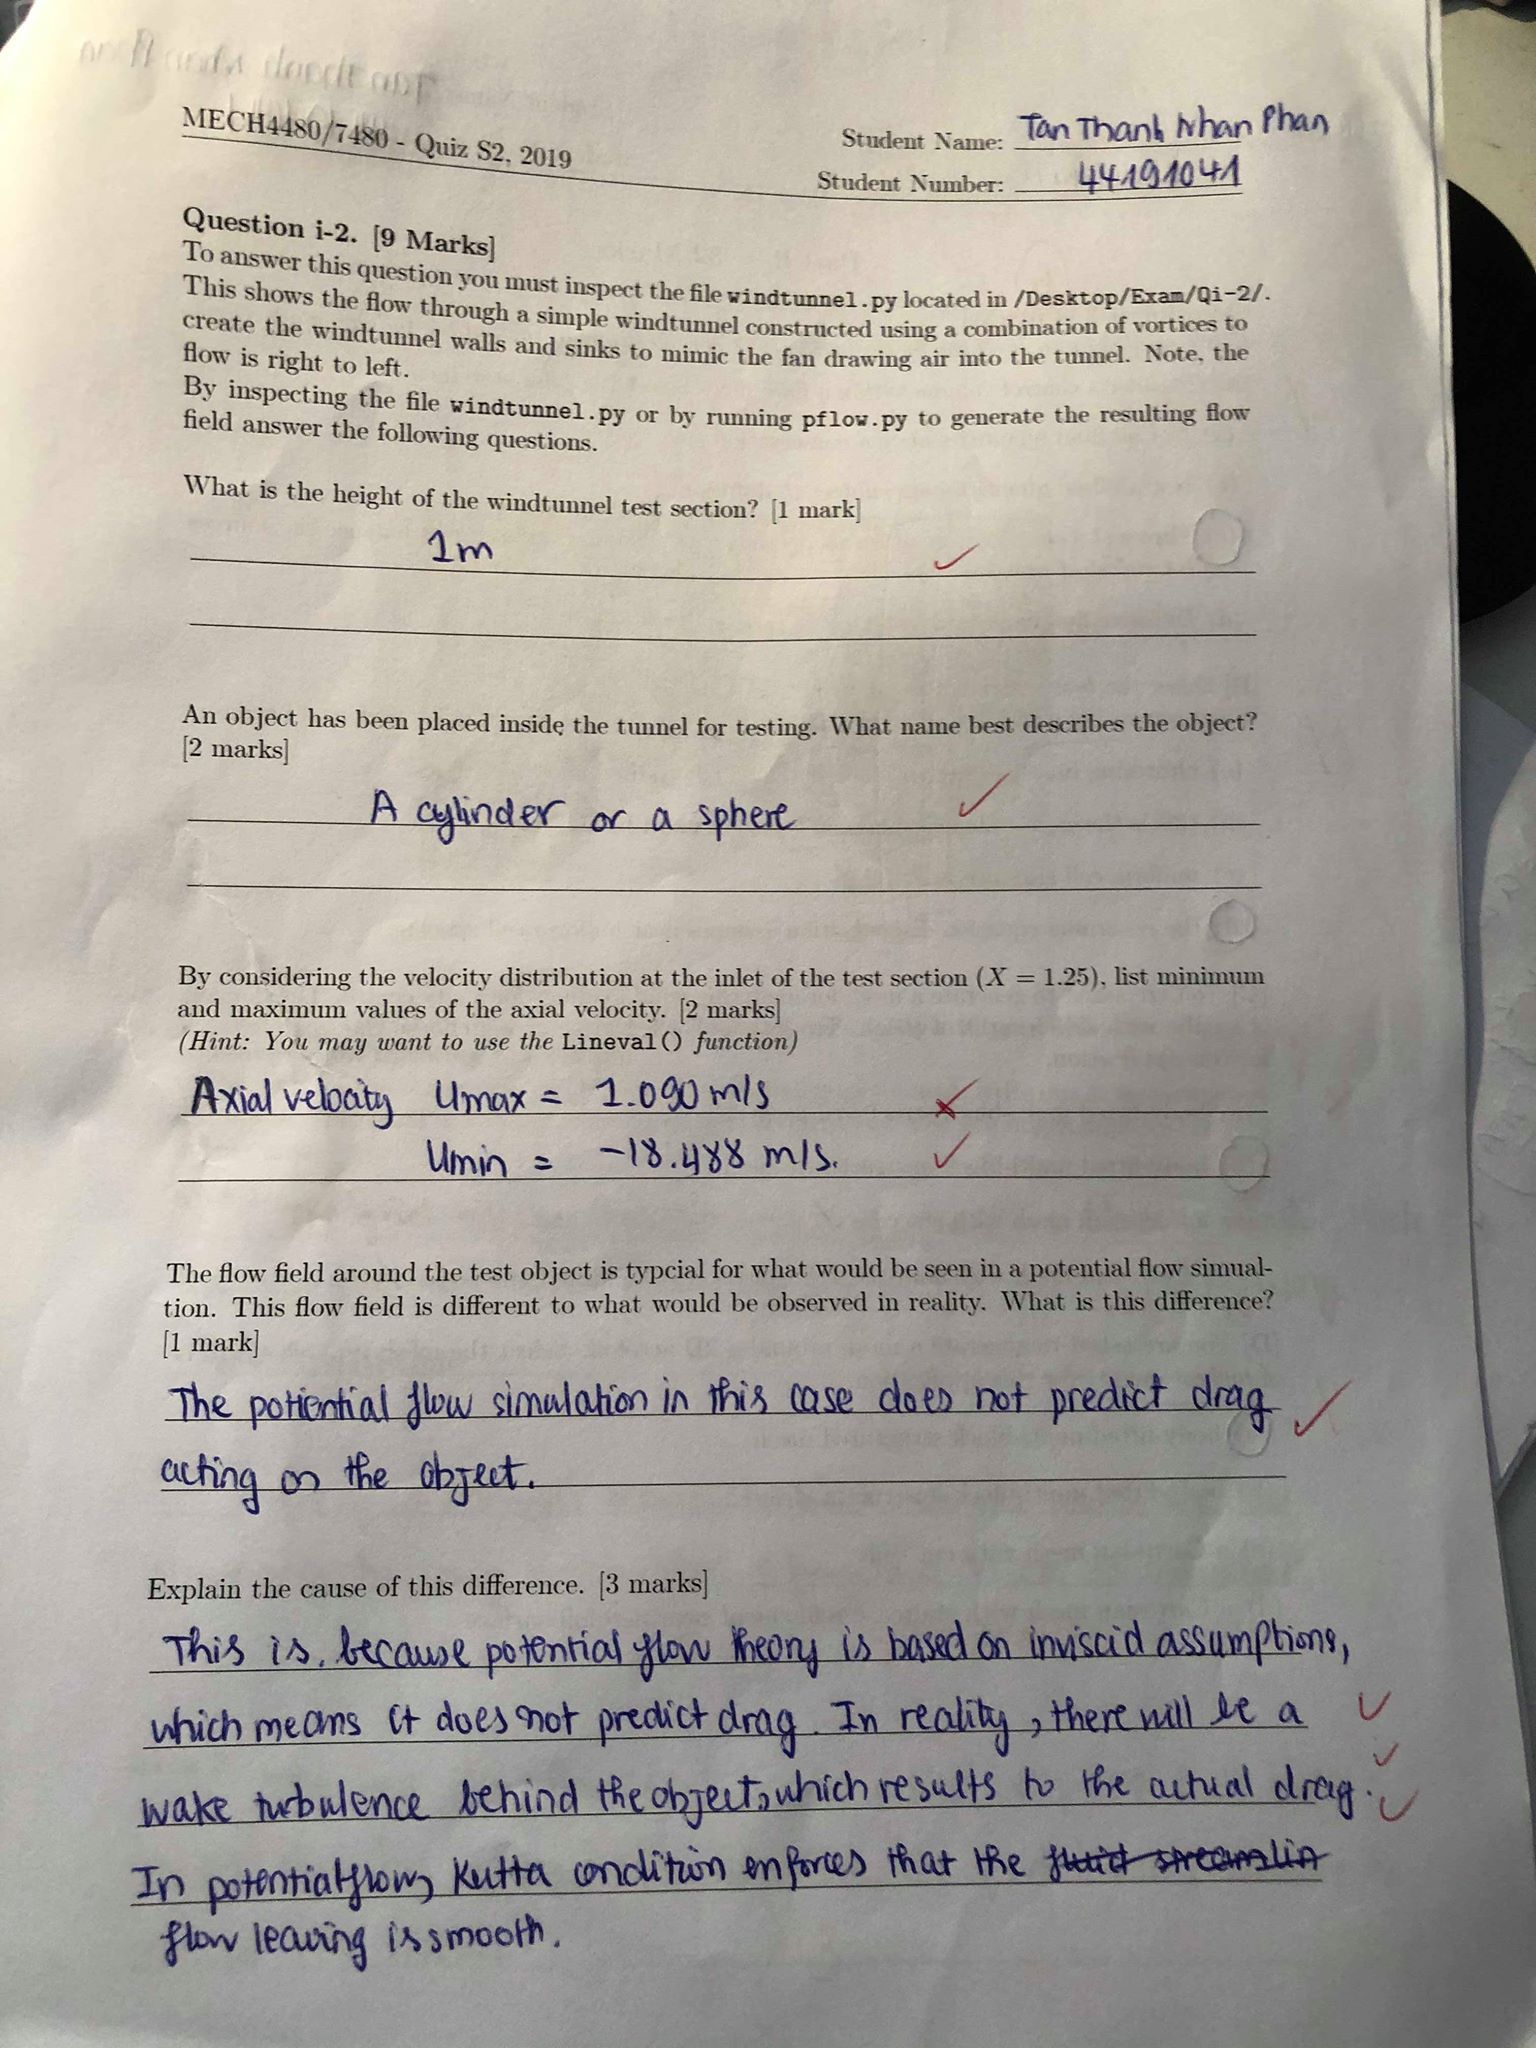 MECH4480/7480 - Quiz S2, 2019
Student Name: Tan Thanh Nhan Phan
Student Number: 44191041
Question i-2. [9 Marks]
To answer this question you must inspect the file windtunnel.py located in /Desktop/Exam/Qi-2/.
This shows the flow through a simple windtunnel constructed using a combination of vortices to
create the windtunnel walls and sinks to mimic the fan drawing air into the tunnel. Note, the
flow is right to left.
By inspecting the file windtunnel.py or by running pflow.py to generate the resulting flow
field answer the following questions.
What is the height of the windtunnel test section? [1 mark]
1m
An object has been placed inside the tunnel for testing. What name best describes the object?
[2 marks]
A cylinder or a sphere
By considering the velocity distribution at the inlet of the test section (X = 1.25), list minimum
and maximum values of the axial velocity. [2 marks]
(Hint: You may want to use the Lineval() function)
Axial velocity Umax = 1.090 m/s
Umin = -18.488 m/s.
The flow field around the test object is typcial for what would be seen in a potential flow simual-
tion. This flow field is different to what would be observed in reality. What is this difference?
[1 mark]
The potiential flow simulation in this case does not predict drag
acting on the object.
Explain the cause of this difference. [3 marks]
This is because potential flow theory is based on inviscid assumptions,
which means it does not predict drag. In reality, there will be a
wake turbulence behind the object, which results to the actual drag.
In potential flow, Kutta condition enforces that the fluid streamlin
flow leaving is smooth.